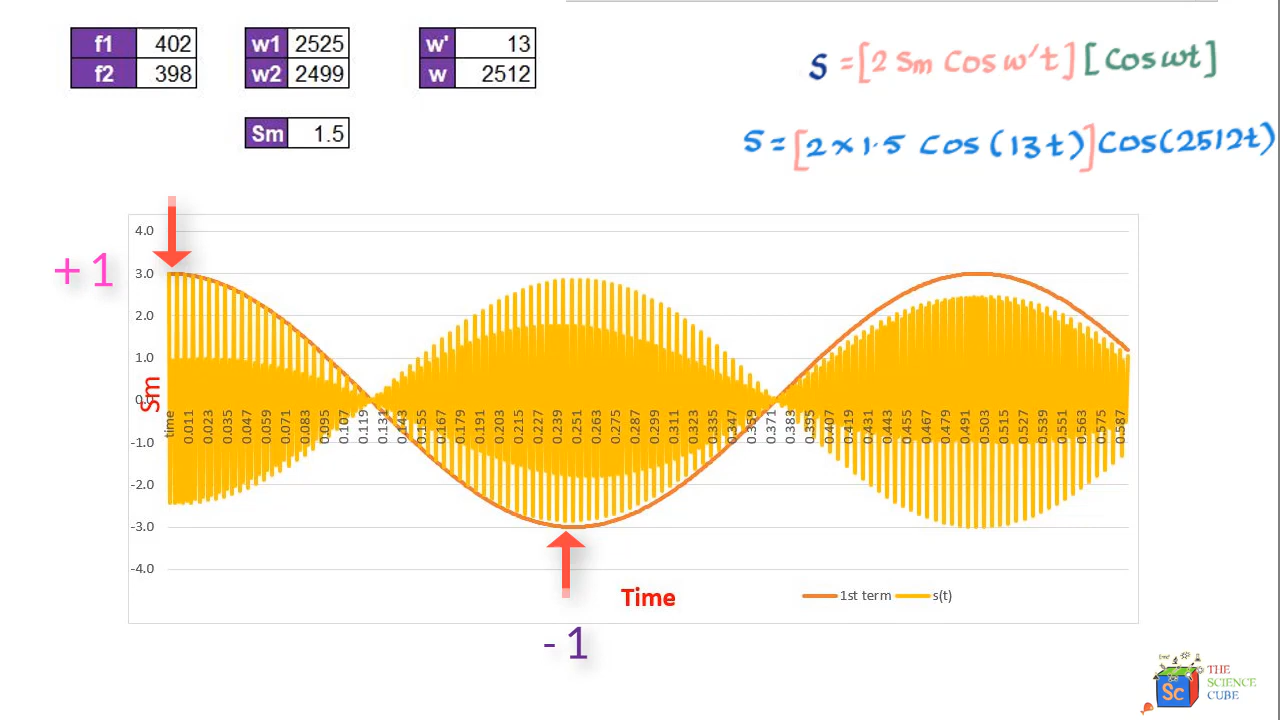 f1 402 w1 2525 w' 13
f2 398 w2 2499 w 2512
Sm 1.5
S = [2 Sm Cos w't] [Cos wt]
S = [2 × 1.5 Cos (13t)] Cos(2512t)
+ 1
4.0
3.0
2.0
1.0
0.0
-1.0
-2.0
-3.0
-4.0
Sm
time 0.011 0.023 0.035 0.047 0.059 0.071 0.083 0.095 0.107 0.119 0.131 0.143 0.155 0.167 0.179 0.191 0.203 0.215 0.227 0.239 0.251 0.263 0.275 0.287 0.299 0.311 0.323 0.335 0.347 0.359 0.371 0.383 0.395 0.407 0.419 0.431 0.443 0.455 0.467 0.479 0.491 0.503 0.515 0.527 0.539 0.551 0.563 0.575 0.587
Time
1st term s(t)
- 1
Sc
THE
SCIENCE
CUBE